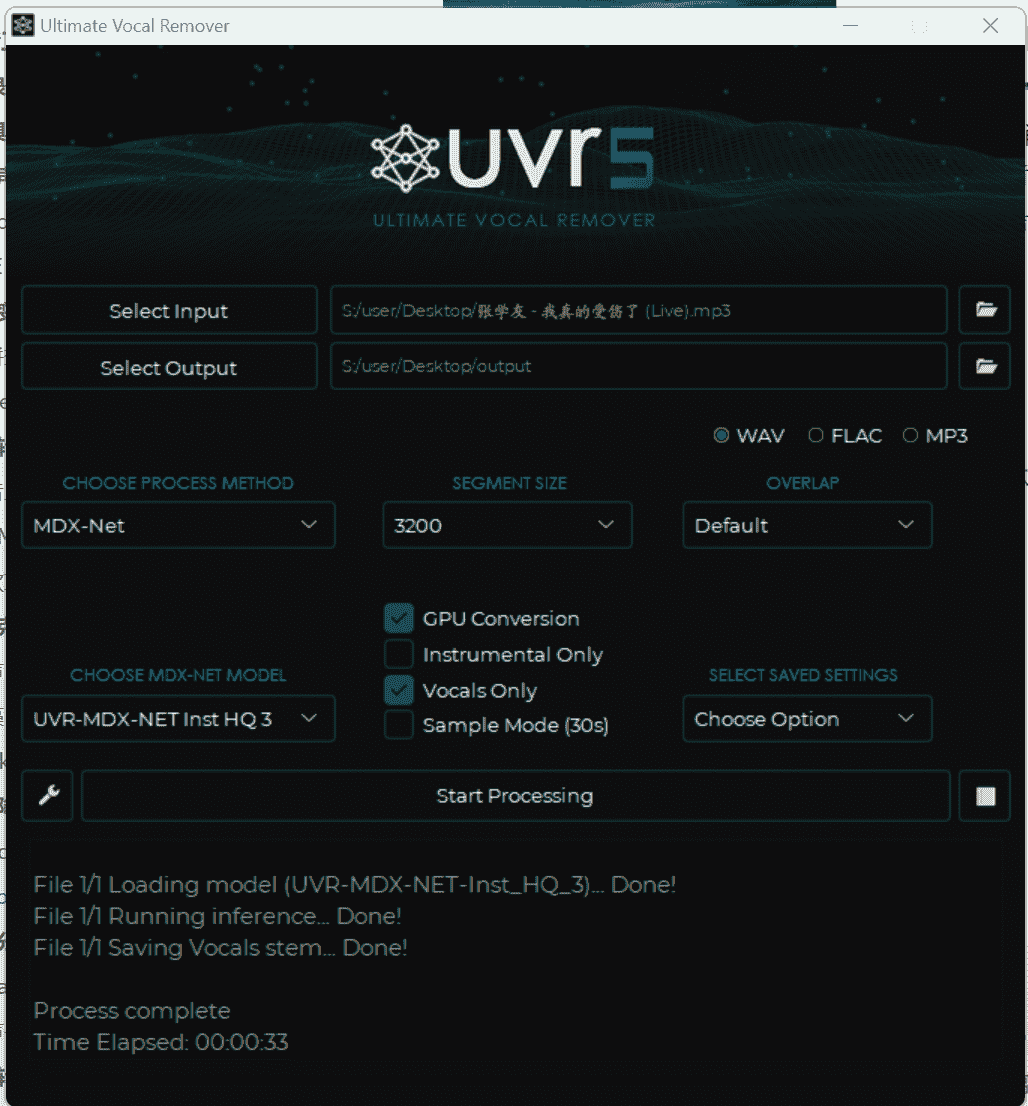 Ultimate Vocal Remover
uvr5
ULTIMATE VOCAL REMOVER
Select Input S:/user/Desktop/张学友 - 我真的受伤了 (Live).mp3
Select Output S:/user/Desktop/output
WAV FLAC MP3
CHOOSE PROCESS METHOD SEGMENT SIZE OVERLAP
MDX-Net 3200 Default
GPU Conversion
Instrumental Only
CHOOSE MDX-NET MODEL Vocals Only SELECT SAVED SETTINGS
UVR-MDX-NET Inst HQ 3 Sample Mode (30s) Choose Option
Start Processing
File 1/1 Loading model (UVR-MDX-NET-Inst_HQ_3)... Done!
File 1/1 Running inference... Done!
File 1/1 Saving Vocals stem... Done!
Process complete
Time Elapsed: 00:00:33